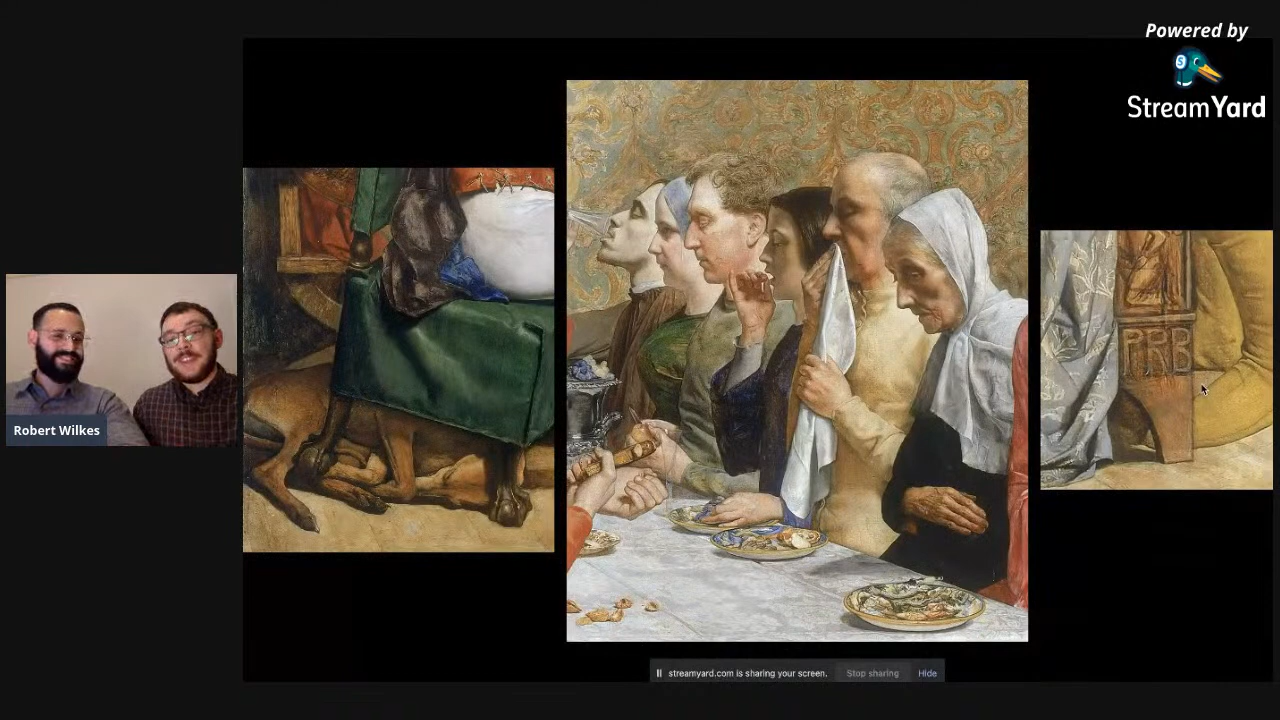 Powered by
S
StreamYard
PRB
Robert Wilkes
streamyard.com is sharing your screen.
Stop sharing
Hide